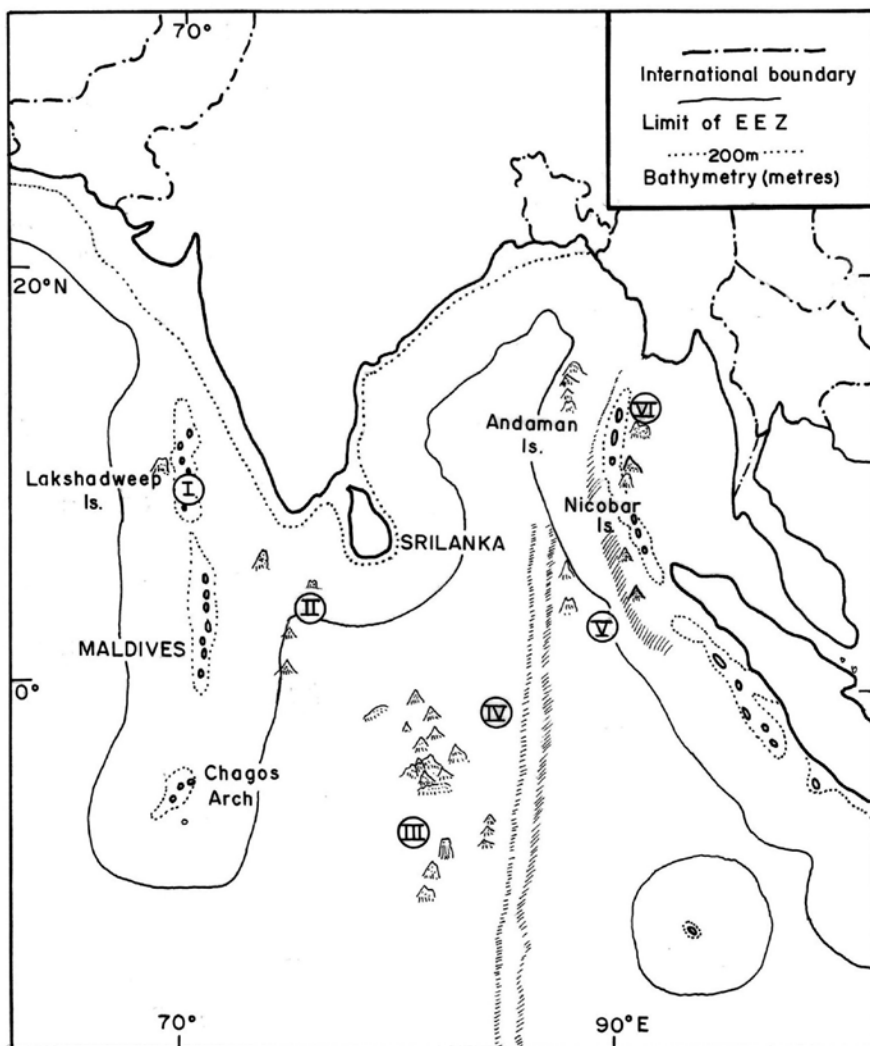 70°
International boundary
Limit of EEZ
200m
Bathymetry (metres)
20°N
VI
Andaman
Is.
Lakshadweep
Is.
I
Nicobar
Is.
SRILANKA
II
V
MALDIVES
0°
IV
Chagos
Arch
III
70°
90°E